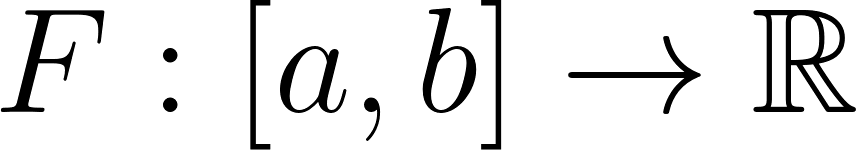 F : [a, b] → ℝ